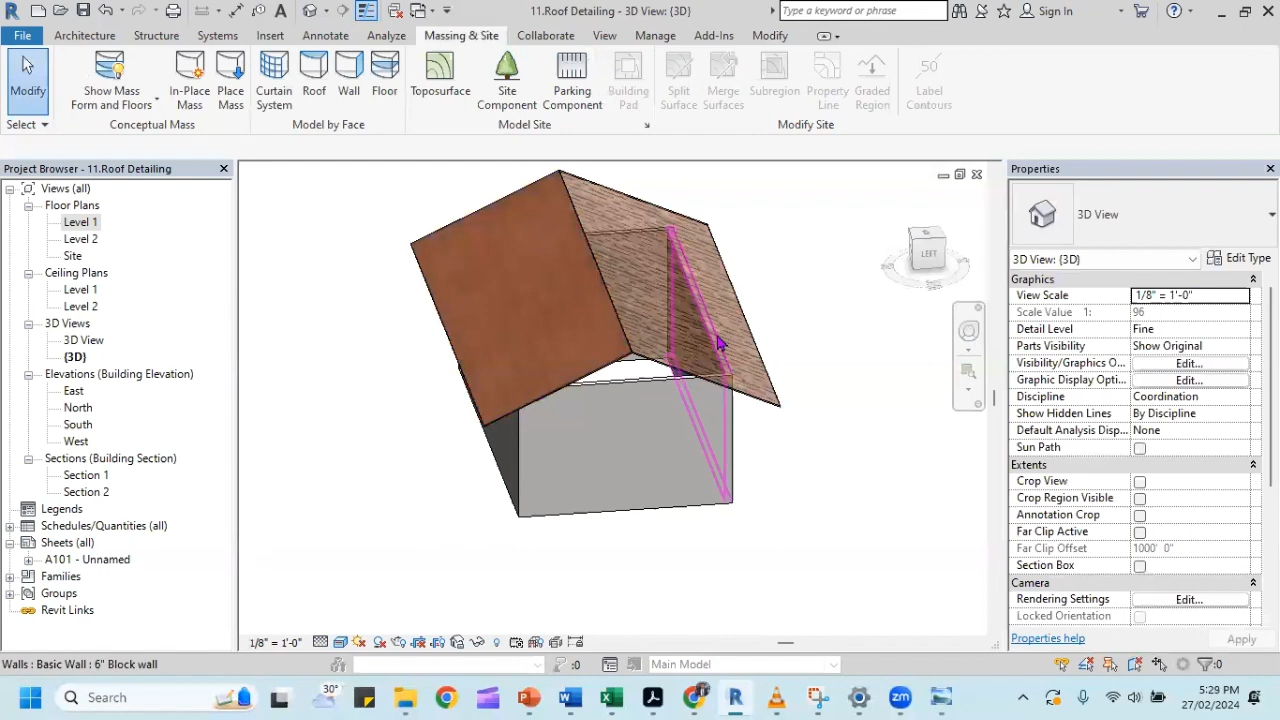 11.Roof Detailing - 3D View: {3D}
Type a keyword or phrase
Sign In
File Architecture Structure Systems Insert Annotate Analyze Massing & Site Collaborate View Manage Add-Ins Modify
Modify
Show Mass
Form and Floors
In-Place
Mass
Place
Mass
Curtain
System
Roof
Wall
Floor
Toposurface
Site
Component
Parking
Component
Building
Pad
Split
Surface
Merge
Surfaces
Subregion
Property
Line
Graded
Region
50
Label
Contours
Select
Conceptual Mass
Model by Face
Model Site
Modify Site
Project Browser - 11.Roof Detailing
Views (all)
Floor Plans
Level 1
Level 2
Site
Ceiling Plans
Level 1
Level 2
3D Views
3D View
{3D}
Elevations (Building Elevation)
East
North
South
West
Sections (Building Section)
Section 1
Section 2
Legends
Schedules/Quantities (all)
Sheets (all)
A101 - Unnamed
Families
Groups
Revit Links
LEFT
Properties
3D View
3D View: {3D}
Edit Type
Graphics
View Scale 1/8" = 1'-0"
Scale Value 1: 96
Detail Level Fine
Parts Visibility Show Original
Visibility/Graphics O... Edit...
Graphic Display Opti... Edit...
Discipline Coordination
Show Hidden Lines By Discipline
Default Analysis Disp... None
Sun Path
Extents
Crop View
Crop Region Visible
Annotation Crop
Far Clip Active
Far Clip Offset 1000' 0"
Section Box
Camera
Rendering Settings Edit...
Locked Orientation
Properties help
Apply
1/8" = 1'-0"
Walls : Basic Wall : 6" Block wall
:0
Main Model
:0
Search
30°
zm
5:29 PM
27/02/2024